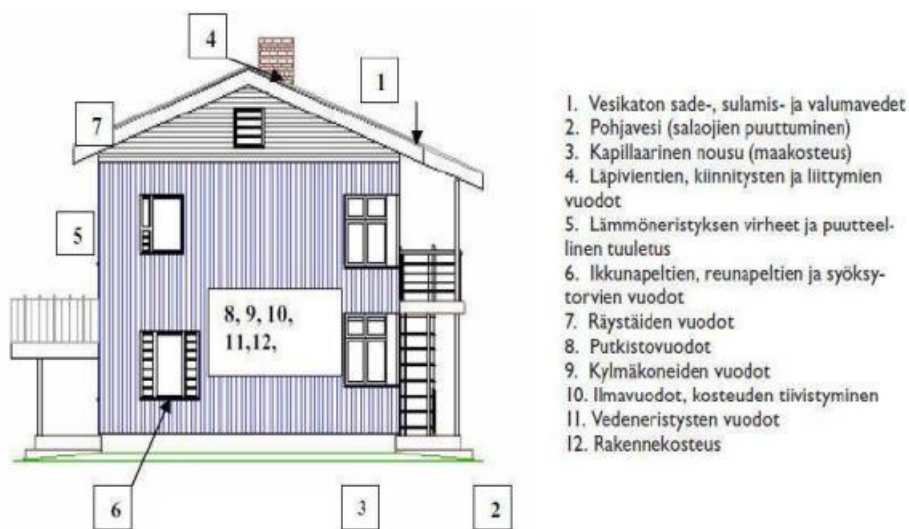 4
1
7
5
8, 9, 10,
11,12,
6
3
2
1. Vesikaton sade-, sulamis- ja valumavedet
2. Pohjavesi (salaojien puuttuminen)
3. Kapillaarinen nousu (maakosteus)
4. Läpivientien, kiinnitysten ja liittymien
vuodot
5. Lämmöneristyksen virheet ja puutteel-
linen tuuletus
6. Ikkunapeltien, reunapeltien ja syöksy-
torvien vuodot
7. Räystäiden vuodot
8. Putkistovuodot
9. Kylmäkoneiden vuodot
10. Ilmavuodot, kosteuden tiivistyminen
11. Vedeneristysten vuodot
12. Rakennekosteus